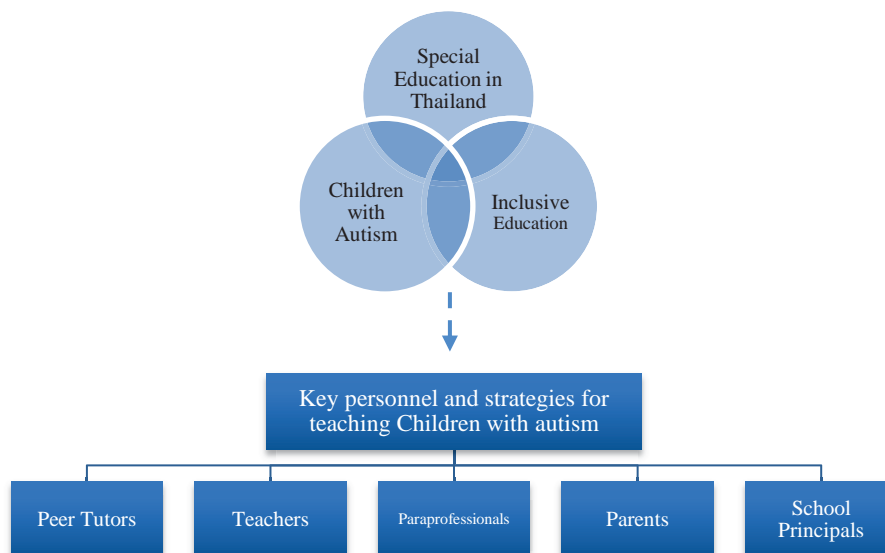 Special
Education in
Thailand
Children
with
Autism
Inclusive
Education
Key personnel and strategies for
teaching Children with autism
Peer Tutors
Teachers
Paraprofessionals
Parents
School
Principals